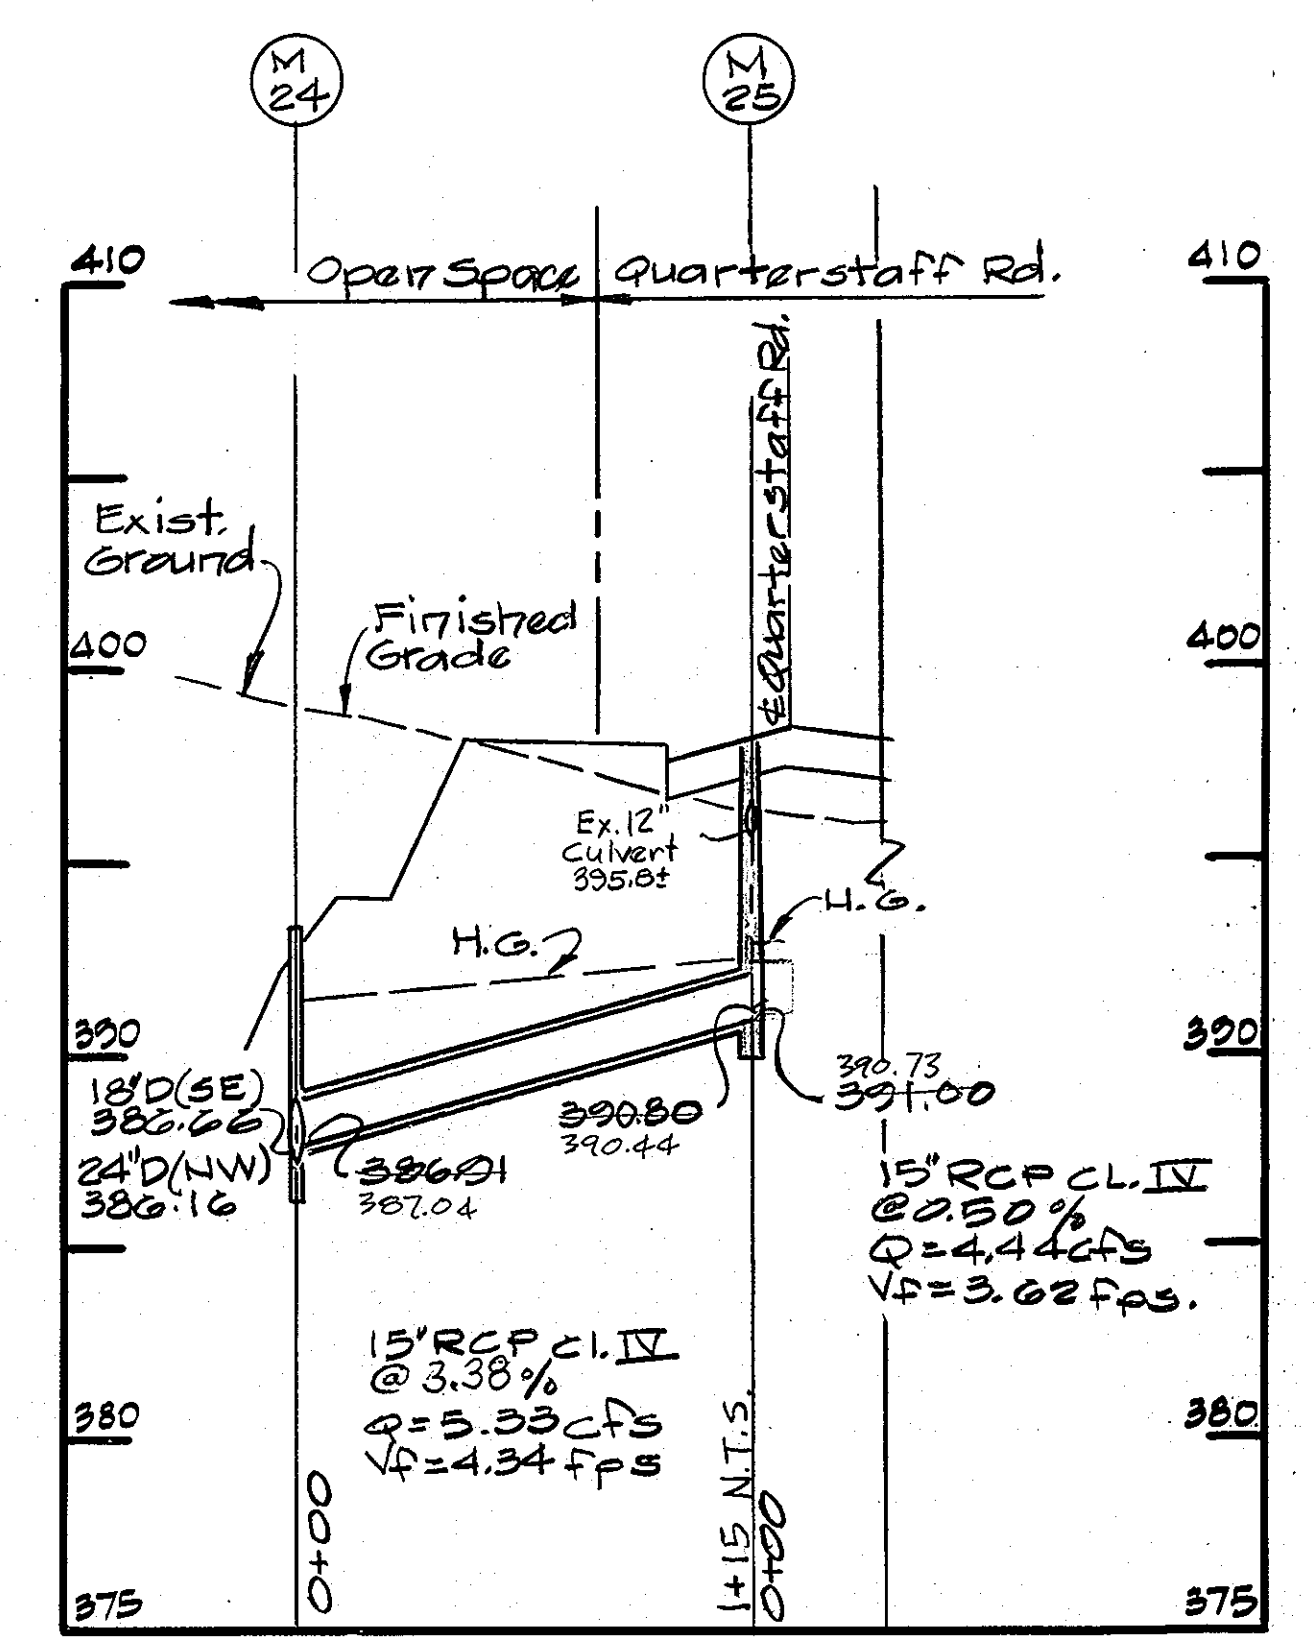 M
24
M
25
410
410
Open Space
Quarterstaff Rd.
℄ Quarterstaff Rd.
Exist.
Ground
Finished
Grade
400
400
Ex. 12"
Culvert
395.8±
H.G.
H.G.
390
390
18"D(SE)
386.66
24"D(NW)
386.16
386.91
387.04
390.80
390.44
390.73
391.00
15" RCP CL. IV
@ 0.50 %
Q = 4.44 cfs
Vf = 3.62 fps.
15" RCP Cl. IV
@ 3.38 %
Q = 5.33 cfs
Vf = 4.34 fps
380
380
0+00
1+15 N.T.S.
0+00
375
375